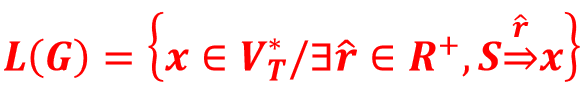 L(G) = {x ∈ V_T^*/∃r̂ ∈ R^+, S ⇒^r̂ x}